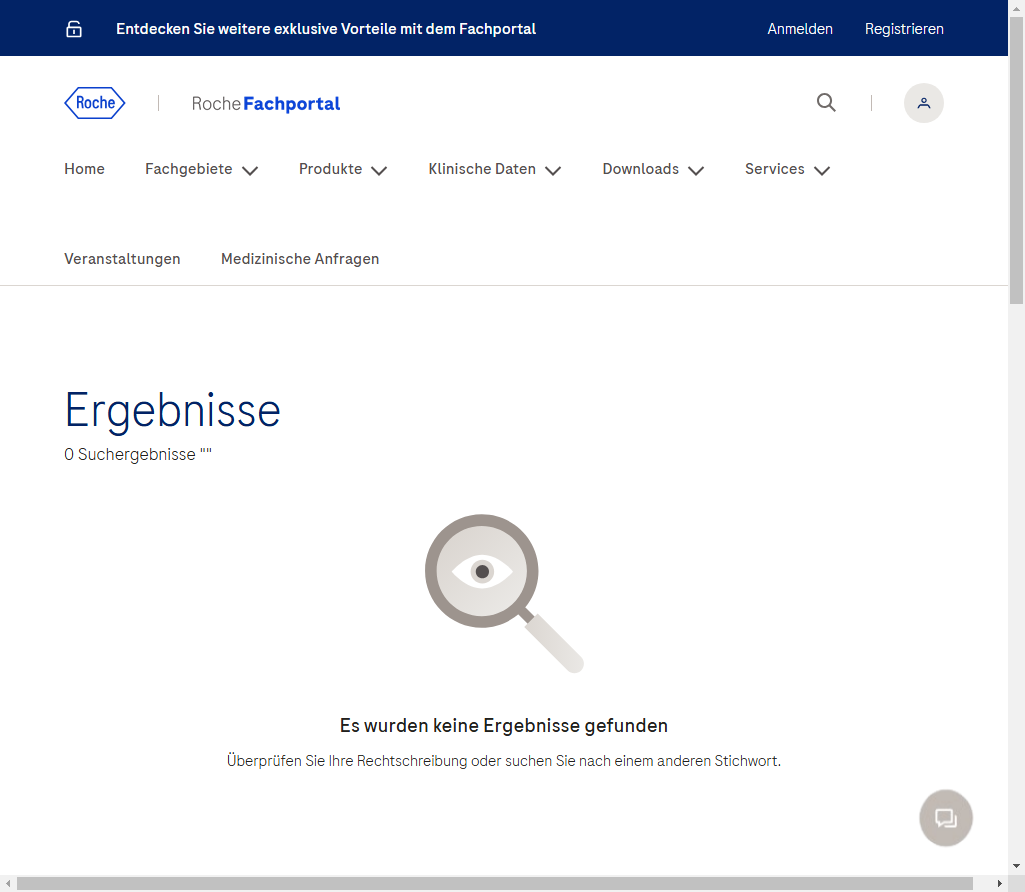 Entdecken Sie weitere exklusive Vorteile mit dem Fachportal
Anmelden
Registrieren
Roche
RocheFachportal
Home
Fachgebiete
Produkte
Klinische Daten
Downloads
Services
Veranstaltungen
Medizinische Anfragen
Ergebnisse
0 Suchergebnisse ""
Es wurden keine Ergebnisse gefunden
Überprüfen Sie Ihre Rechtschreibung oder suchen Sie nach einem anderen Stichwort.